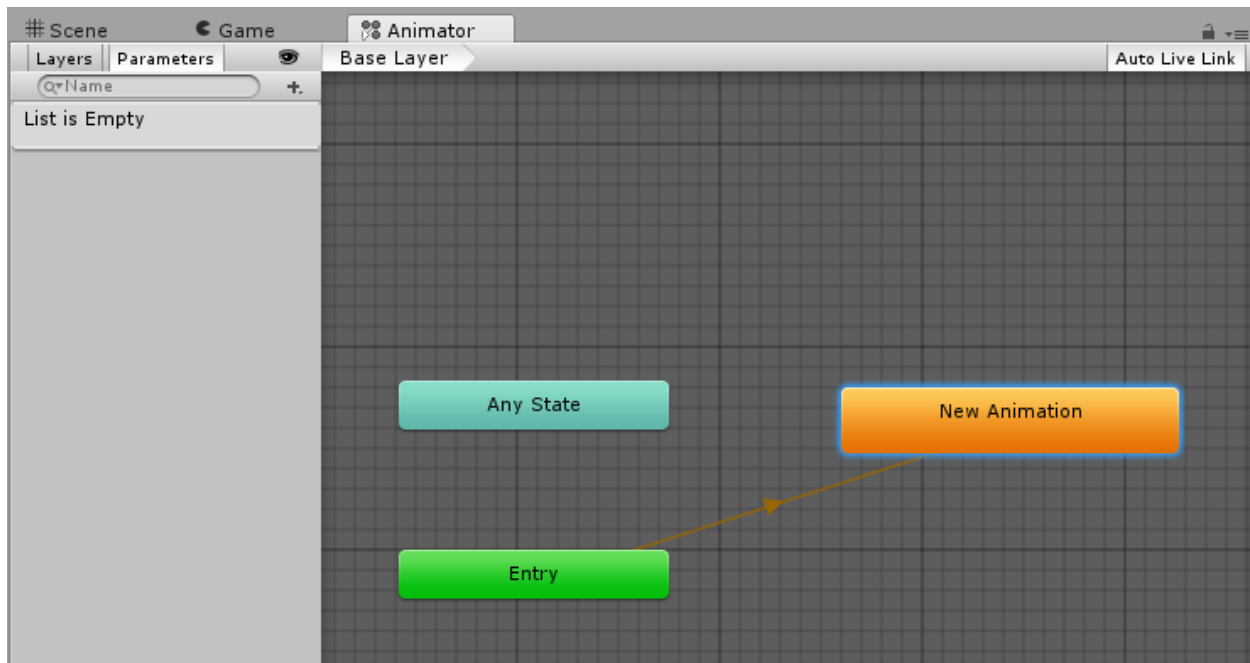 Scene Game Animator
Layers Parameters Base Layer Auto Live Link
Name
List is Empty
Any State
New Animation
Entry